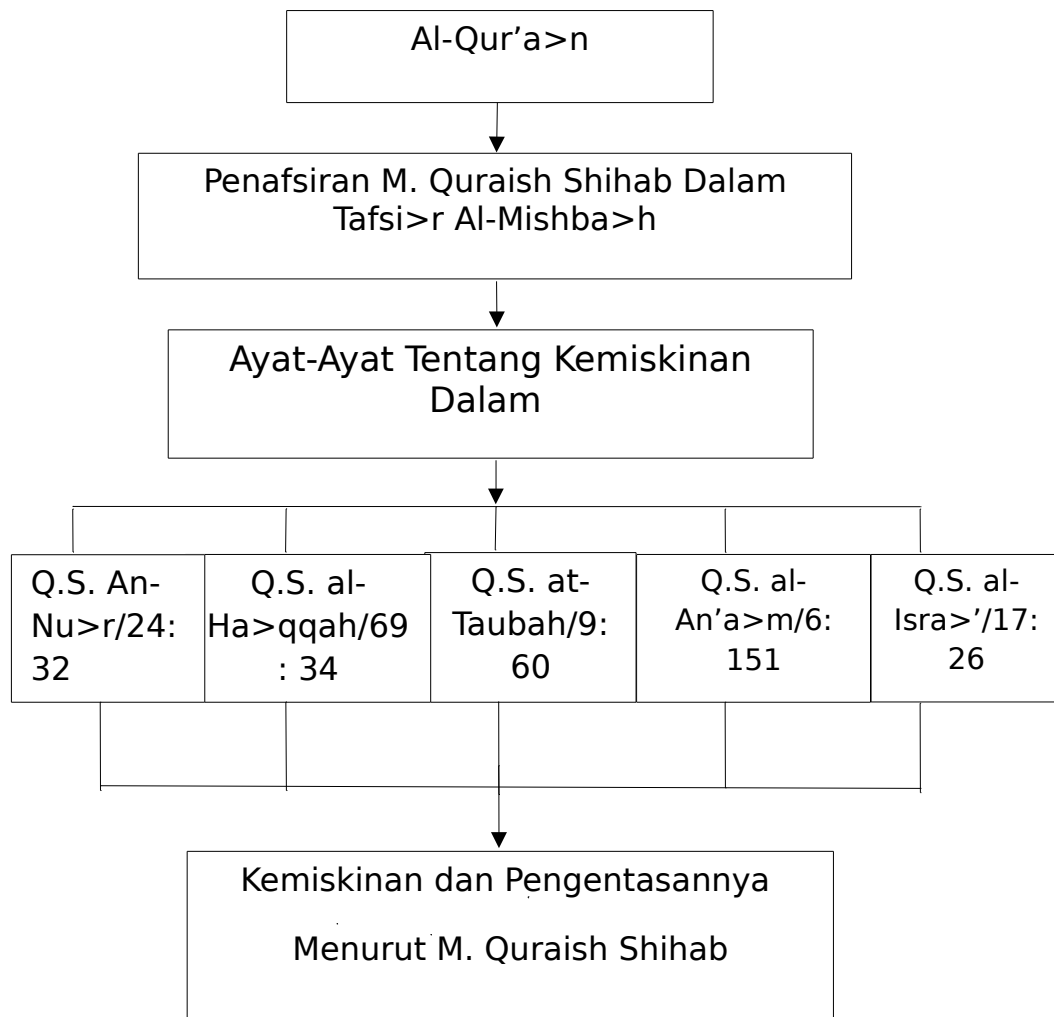 Al-Qur’a>n
Penafsiran M. Quraish Shihab Dalam
Tafsi>r Al-Mishba>h
Ayat-Ayat Tentang Kemiskinan
Dalam
Q.S. An-
Nu>r/24:
32
Q.S. al-
Ha>qqah/69
: 34
Q.S. at-
Taubah/9:
60
Q.S. al-
An’a>m/6:
151
Q.S. al-
Isra>’/17:
26
Kemiskinan dan Pengentasannya
Menurut M. Quraish Shihab